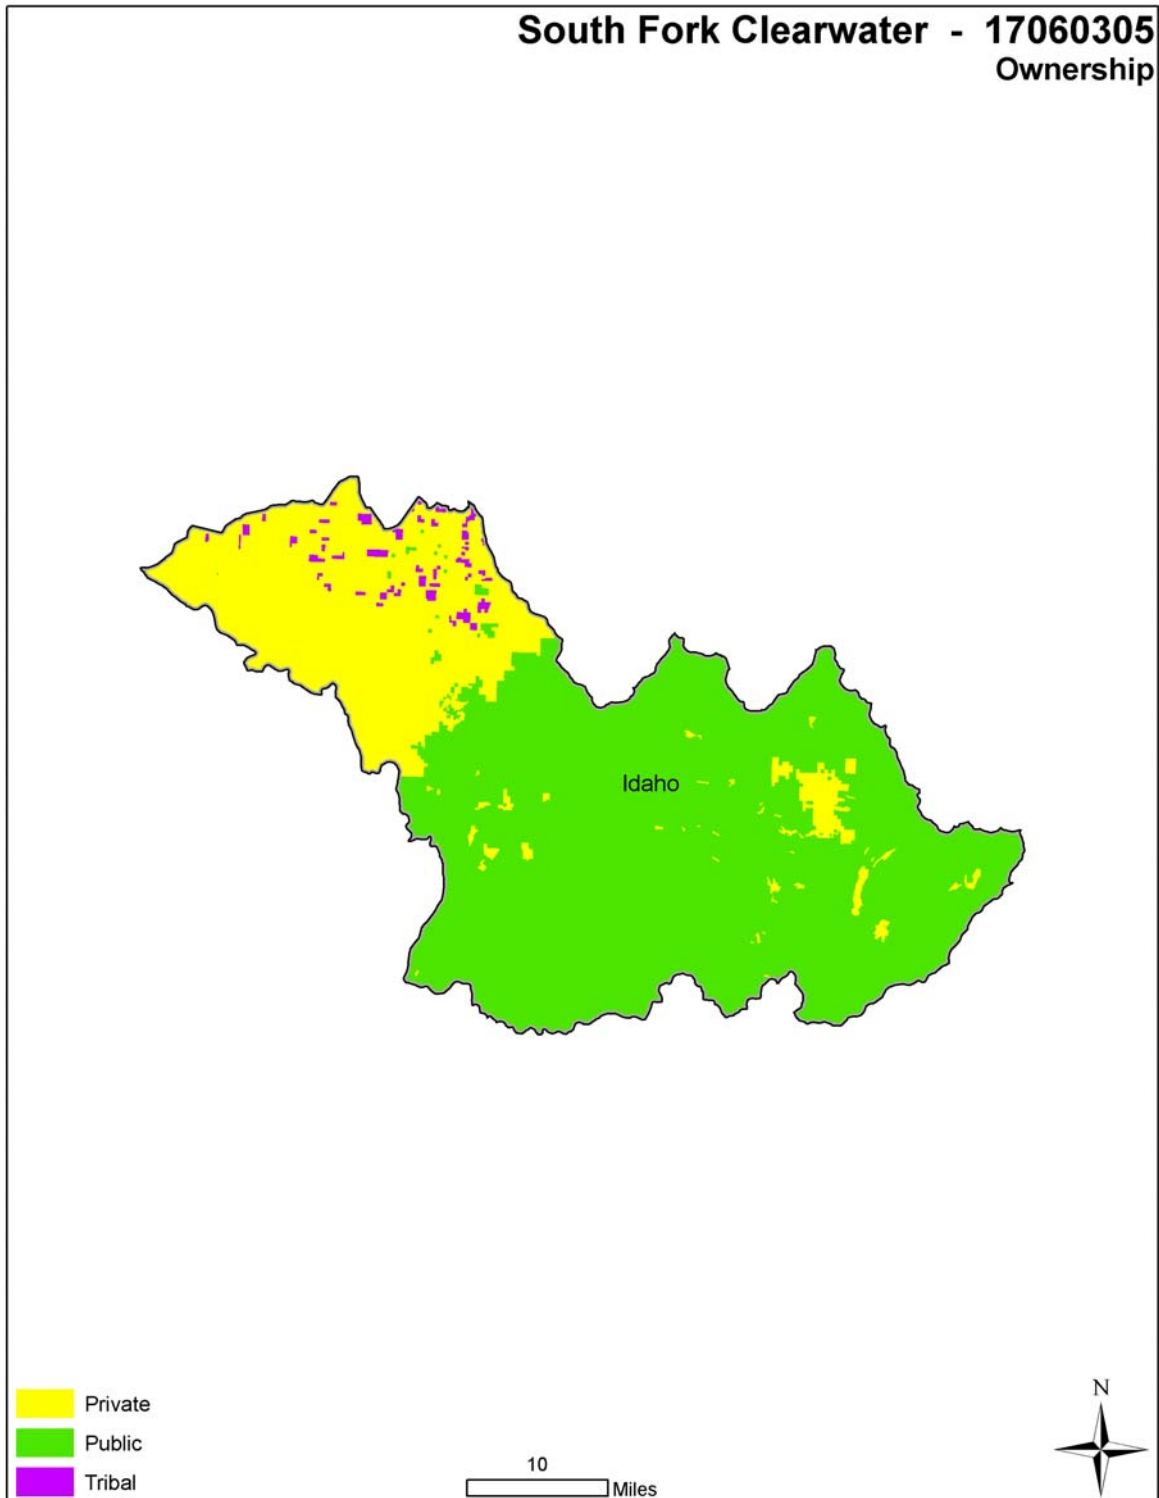 South Fork Clearwater - 17060305
Ownership
Idaho
Private
Public
Tribal
10
Miles
N